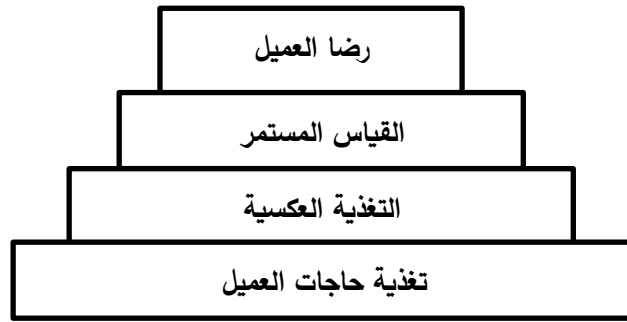 رضا العميل
القياس المستمر
التغذية العكسية
تغذية حاجات العميل